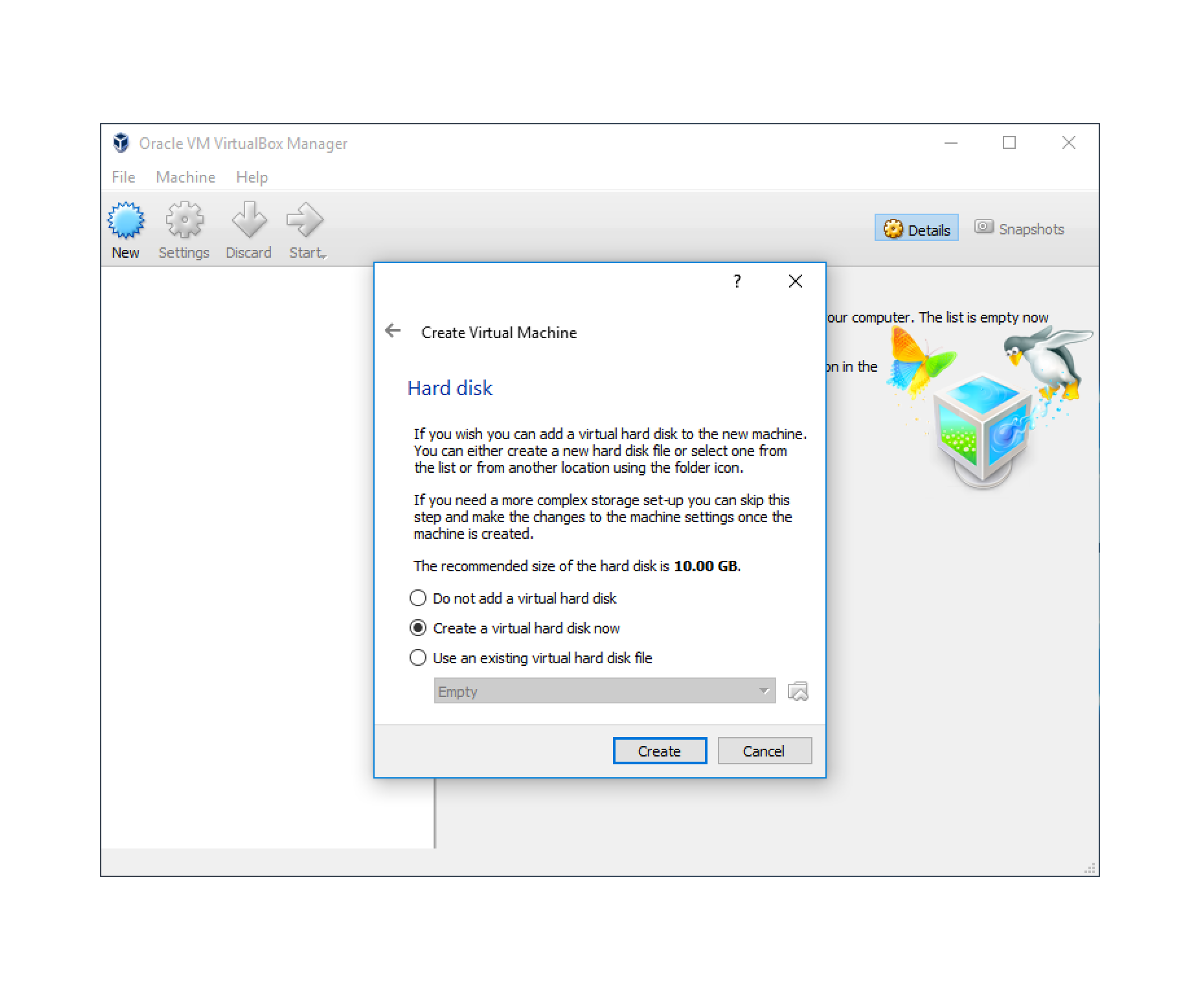 Oracle VM VirtualBox Manager
File Machine Help
New Settings Discard Start
Details Snapshots
our computer. The list is empty now
on in the
?
Create Virtual Machine
Hard disk
If you wish you can add a virtual hard disk to the new machine.
You can either create a new hard disk file or select one from
the list or from another location using the folder icon.
If you need a more complex storage set-up you can skip this
step and make the changes to the machine settings once the
machine is created.
The recommended size of the hard disk is 10.00 GB.
Do not add a virtual hard disk
Create a virtual hard disk now
Use an existing virtual hard disk file
Empty
Create Cancel